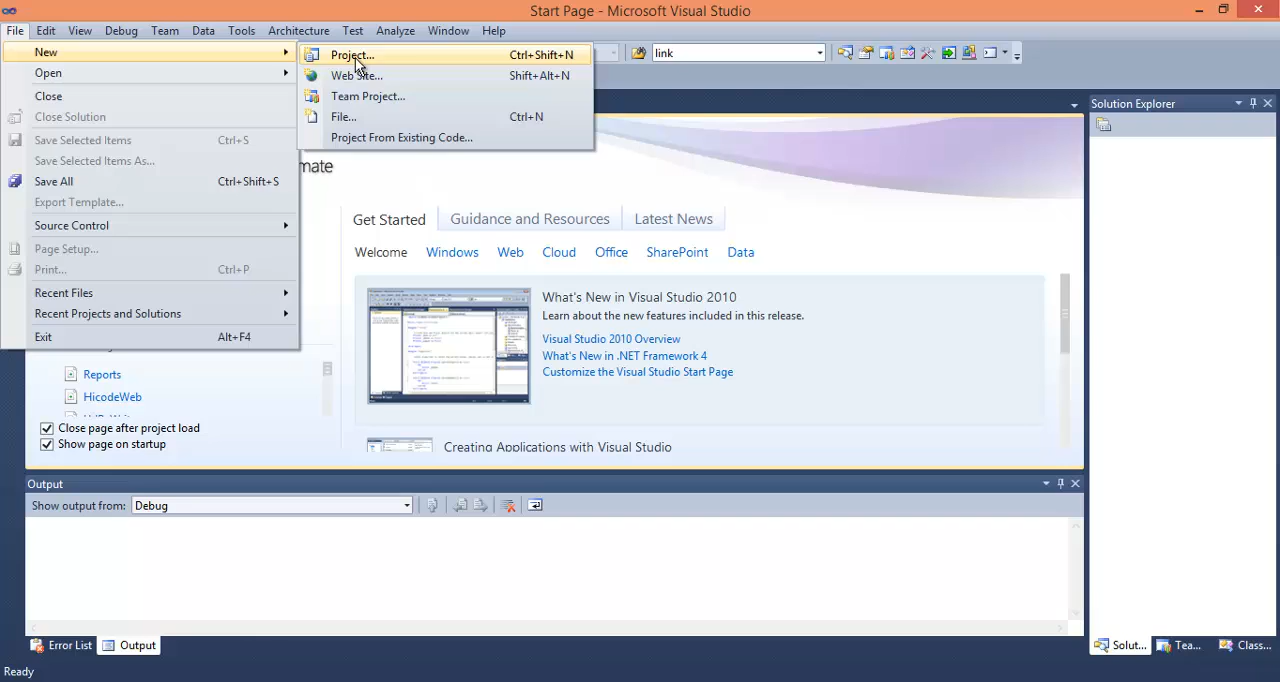 Start Page - Microsoft Visual Studio
File Edit View Debug Team Data Tools Architecture Test Analyze Window Help
New
Open
Close
Close Solution
Save Selected Items Ctrl+S
Save Selected Items As...
Save All Ctrl+Shift+S
Export Template...
Source Control
Page Setup...
Print... Ctrl+P
Recent Files
Recent Projects and Solutions
Exit Alt+F4
Project... Ctrl+Shift+N
Web Site... Shift+Alt+N
Team Project...
File... Ctrl+N
Project From Existing Code...
link
mate
Get Started Guidance and Resources Latest News
Welcome Windows Web Cloud Office SharePoint Data
What's New in Visual Studio 2010
Learn about the new features included in this release.
Visual Studio 2010 Overview
What's New in .NET Framework 4
Customize the Visual Studio Start Page
Creating Applications with Visual Studio
Reports
HicodeWeb
Close page after project load
Show page on startup
Solution Explorer
Output
Show output from: Debug
Error List Output
Solut... Tea... Class...
Ready